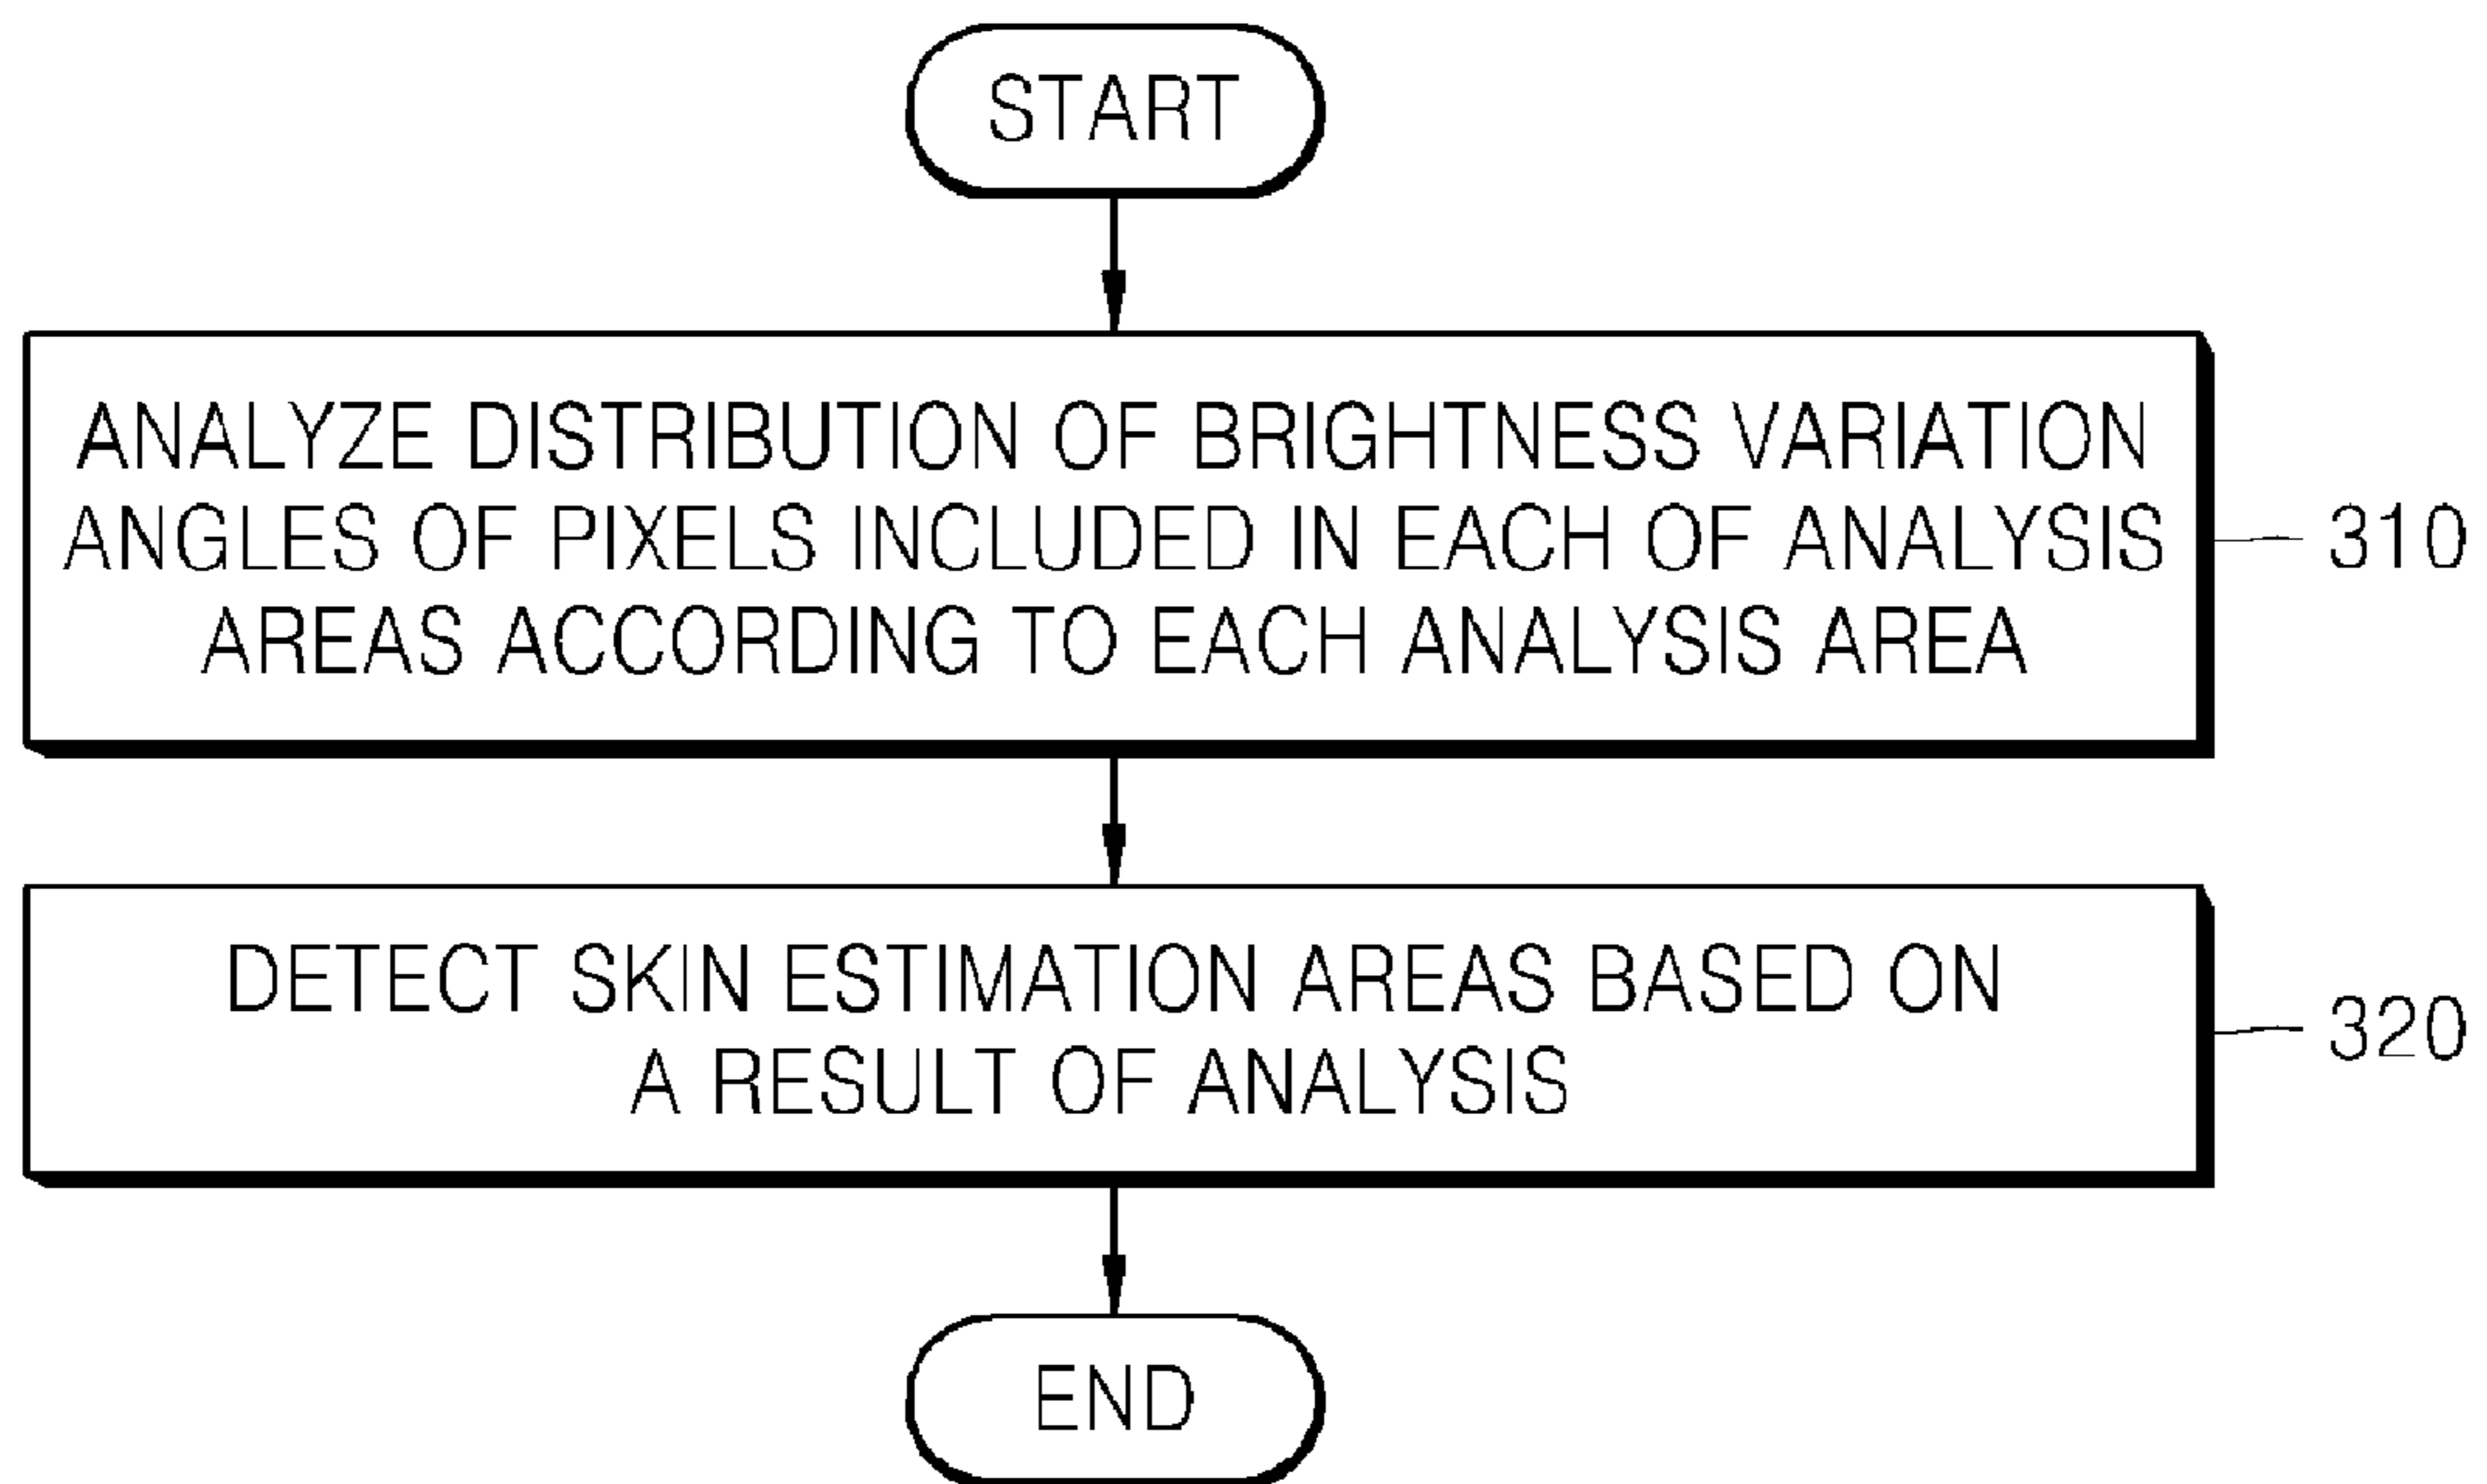 START
ANALYZE DISTRIBUTION OF BRIGHTNESS VARIATION
ANGLES OF PIXELS INCLUDED IN EACH OF ANALYSIS
AREAS ACCORDING TO EACH ANALYSIS AREA
310
DETECT SKIN ESTIMATION AREAS BASED ON
A RESULT OF ANALYSIS
320
END